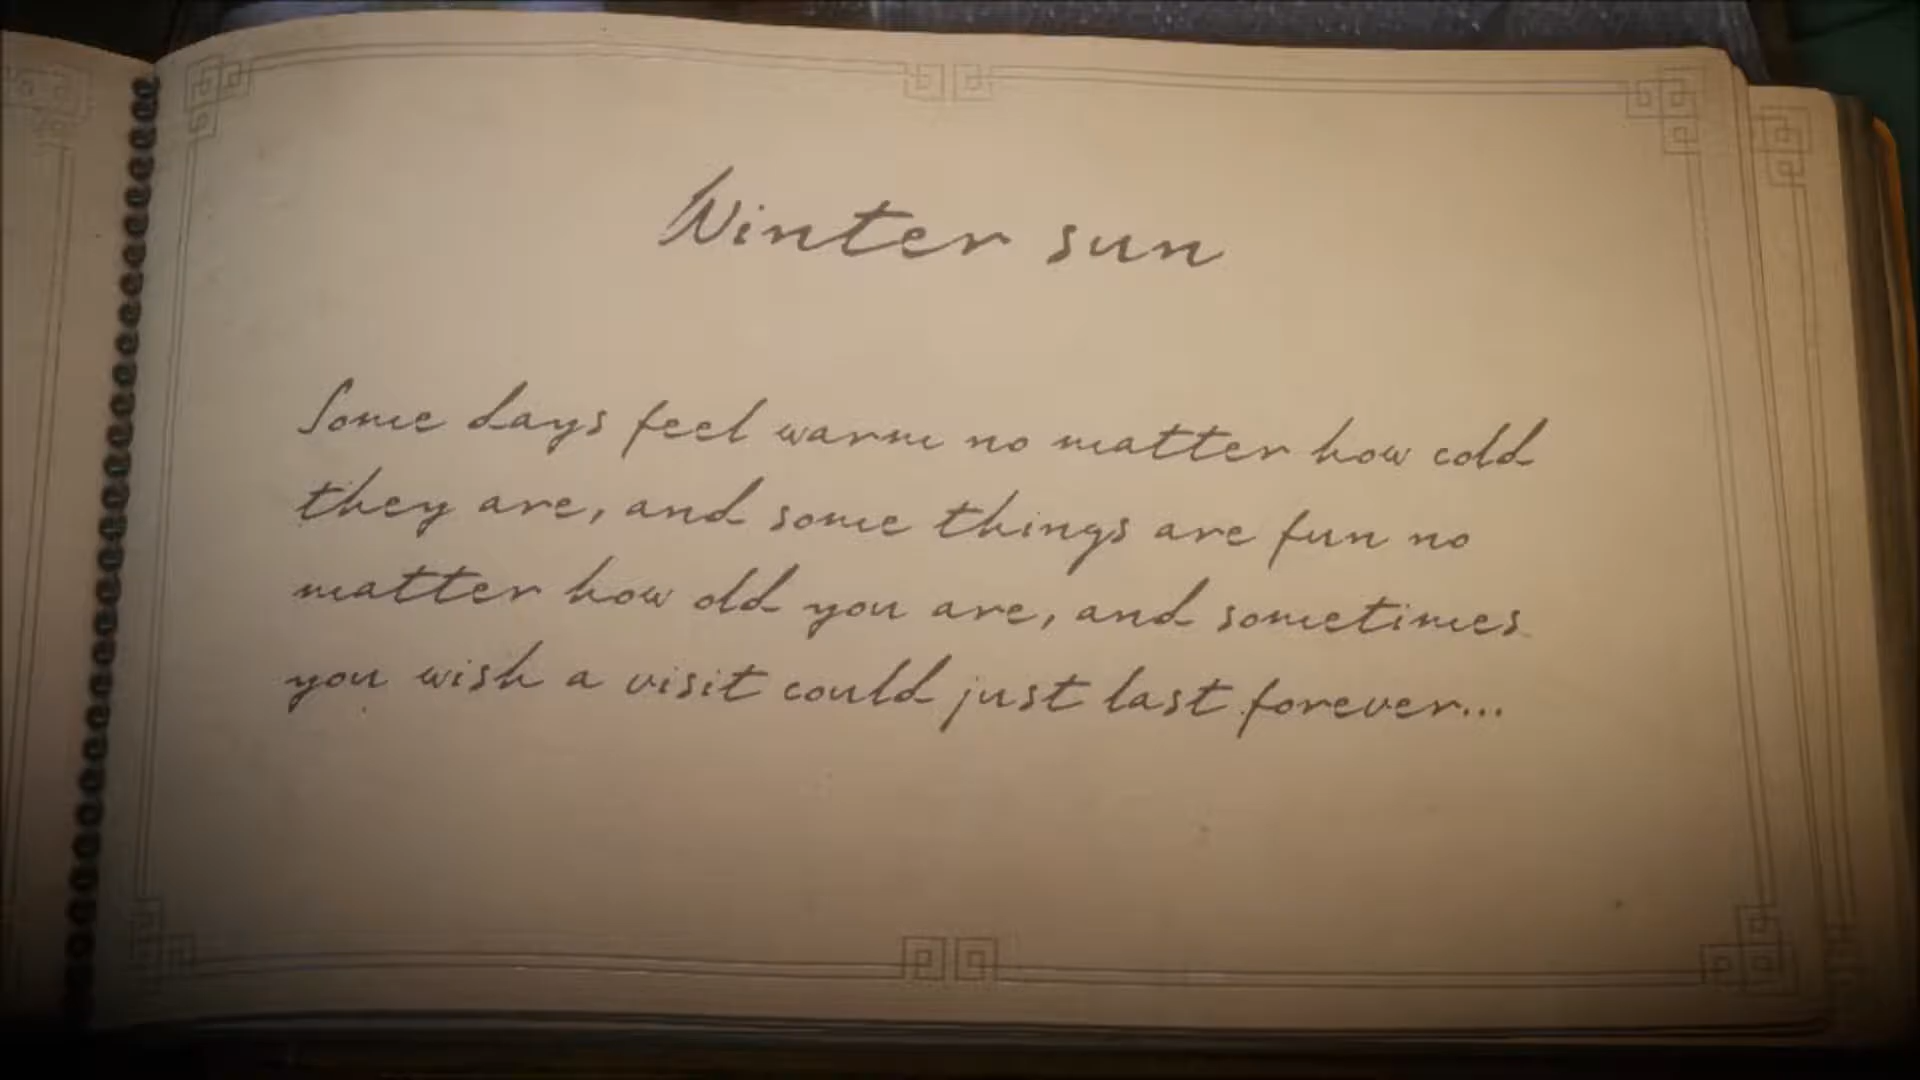 Winter sun
Some days feel warm no matter how cold
they are, and some things are fun no
matter how old you are, and sometimes
you wish a visit could just last forever...